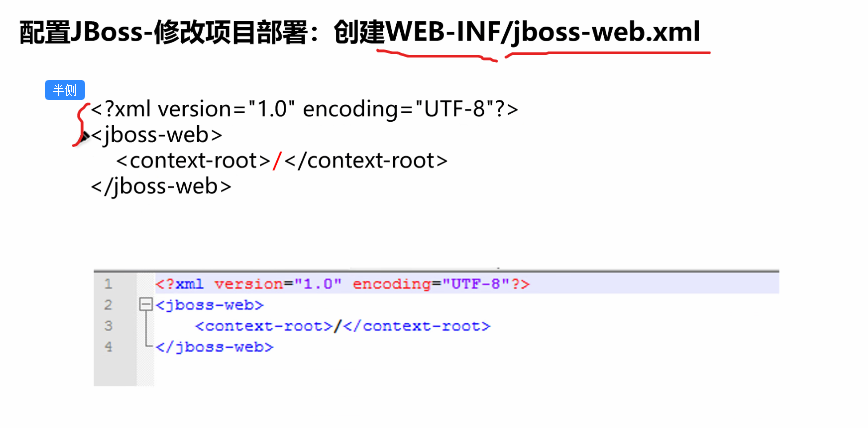 配置JBoss-修改项目部署：创建WEB-INF/jboss-web.xml
半侧
<?xml version="1.0" encoding="UTF-8"?>
<jboss-web>
<context-root>/</context-root>
</jboss-web>
1 <?xml version="1.0" encoding="UTF-8"?>
2 <jboss-web>
3 <context-root>/</context-root>
4 </jboss-web>